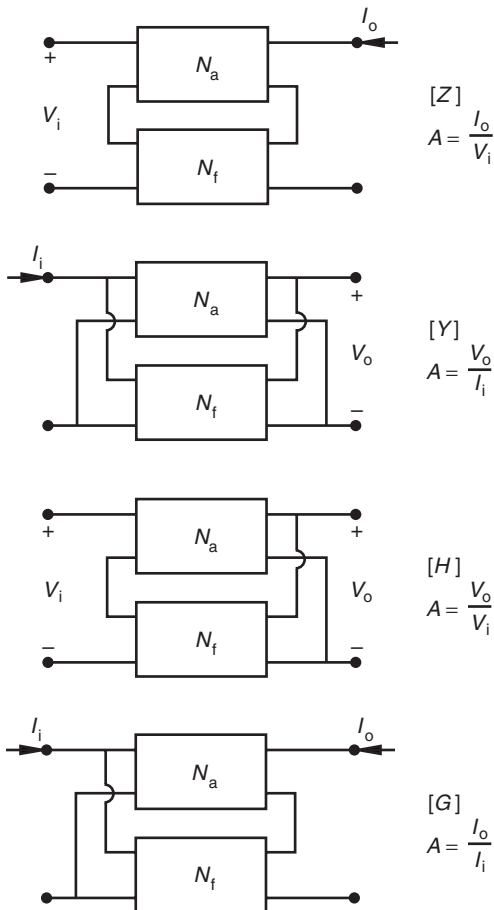 I_o
+
N_a
V_i
[Z]
A = I_o / V_i
−
N_f
I_i
N_a
+
V_o
[Y]
A = V_o / I_i
N_f
−
+
N_a
+
V_i
V_o
[H]
A = V_o / V_i
−
N_f
−
I_i
I_o
N_a
[G]
A = I_o / I_i
N_f